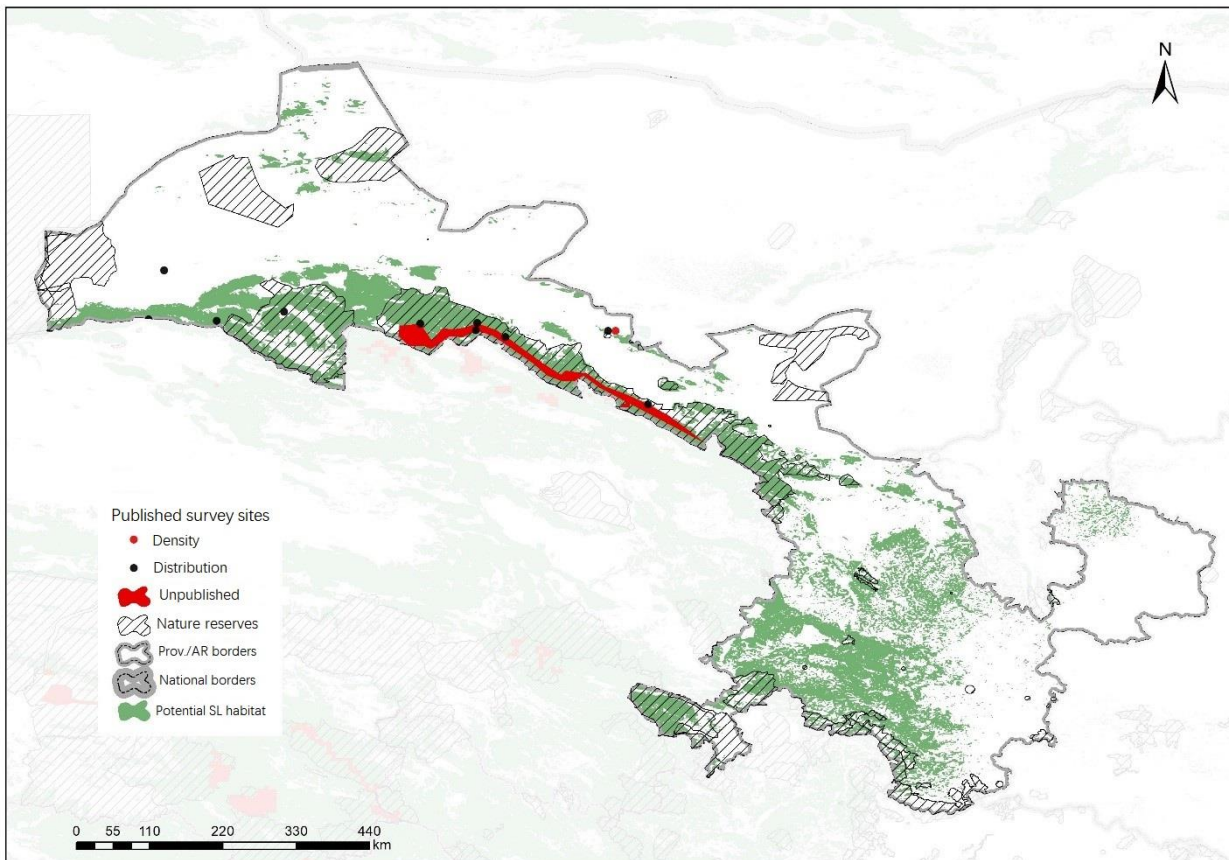 N
Published survey sites
Density
Distribution
Unpublished
Nature reserves
Prov./AR borders
National borders
Potential SL habitat
0 55 110 220 330 440
km